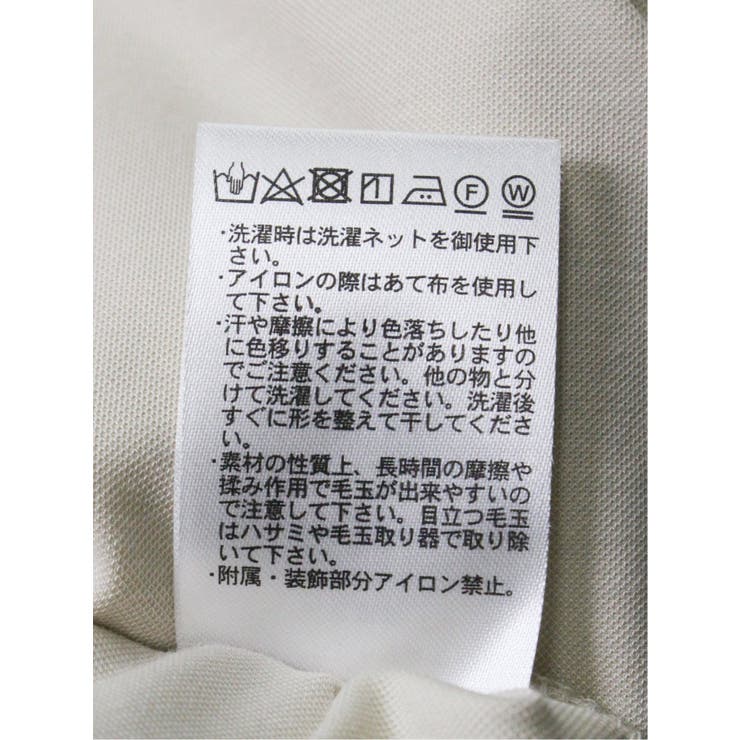 F W
・洗濯時は洗濯ネットを御使用下
さい。
・アイロンの際はあて布を使用し
て下さい。
・汗や摩擦により色落ちしたり他
に色移りすることがありますの
でご注意ください。他の物と分
けて洗濯してください。洗濯後
すぐに形を整えて干してくださ
い。
・素材の性質上、長時間の摩擦や
揉み作用で毛玉が出来やすいの
で注意して下さい。目立つ毛玉
はハサミや毛玉取り器で取り除
いて下さい。
・附属・装飾部分アイロン禁止。